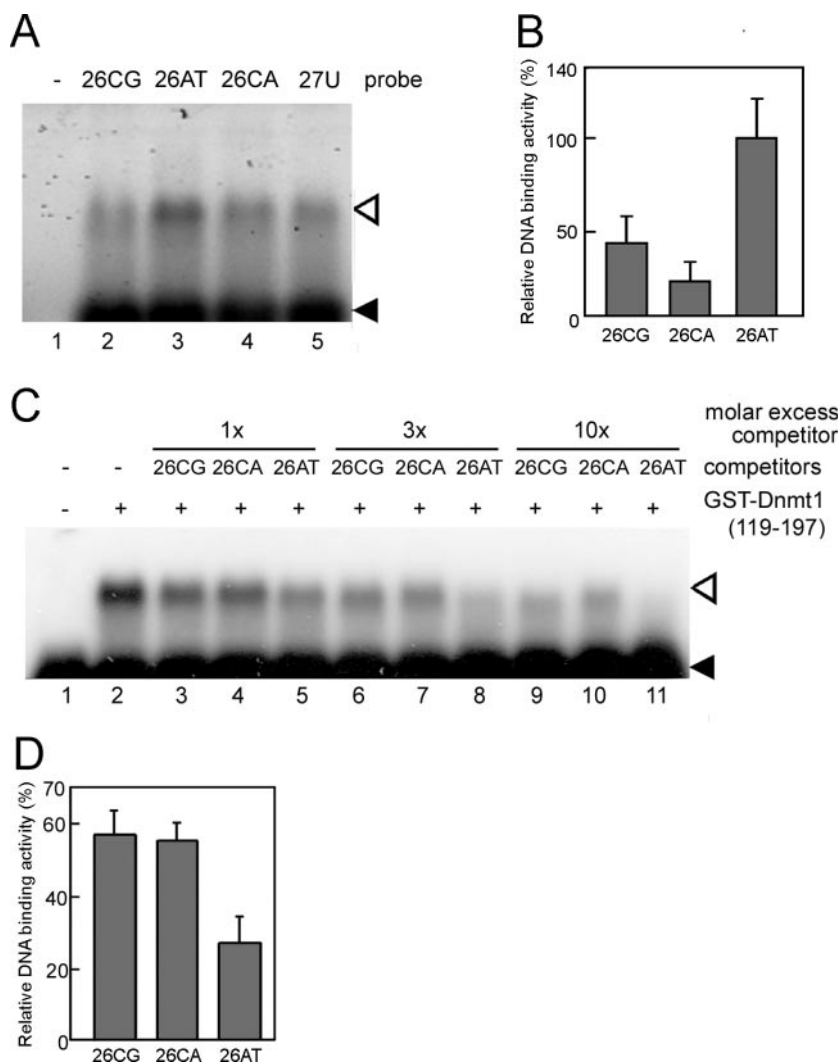 A
- 26CG 26AT 26CA 27U probe
1 2 3 4 5
B
Relative DNA binding activity (%)
140
100
50
0
26CG 26CA 26AT
C
1x 3x 10x molar excess
competitor
- - 26CG 26CA 26AT 26CG 26CA 26AT 26CG 26CA 26AT competitors
- + + + + + + + + + + GST-Dnmt1
(119-197)
1 2 3 4 5 6 7 8 9 10 11
D
Relative DNA binding activity (%)
70
60
40
20
0
26CG 26CA 26AT